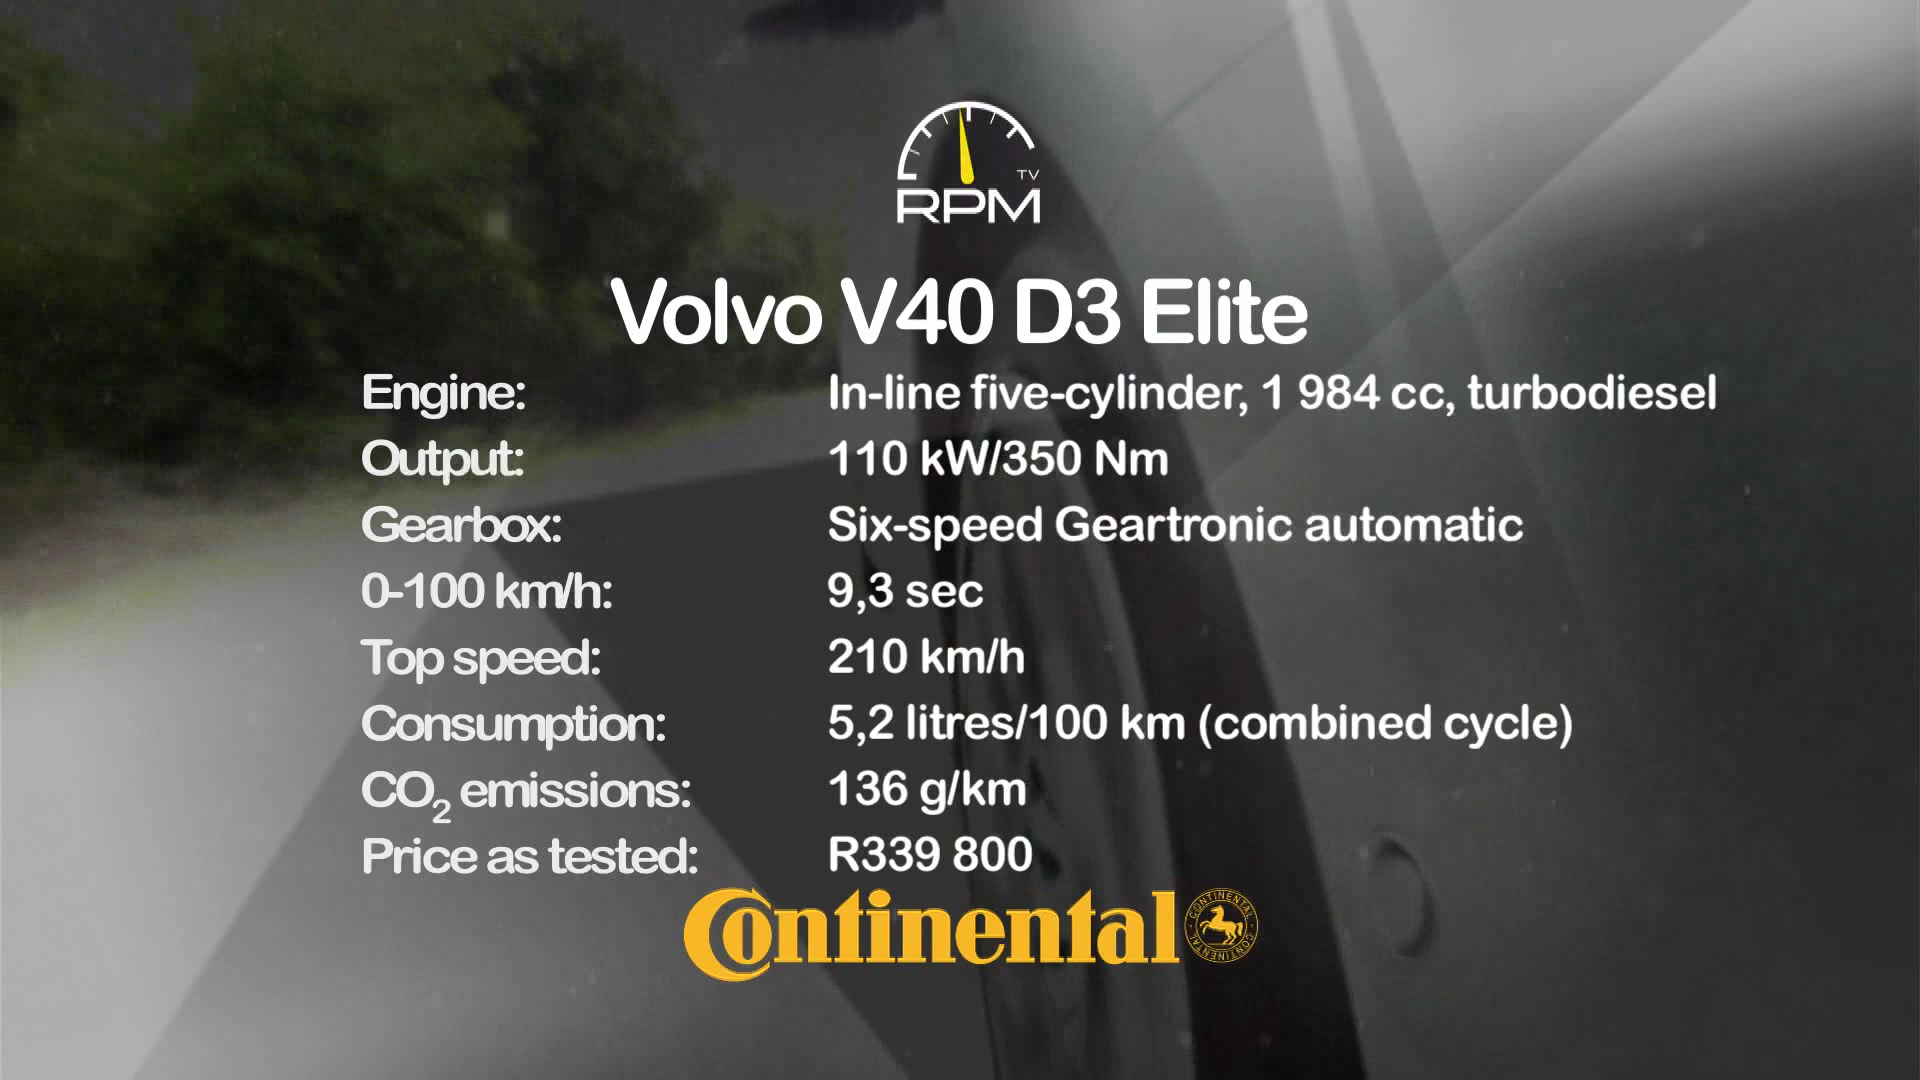 TV
RPM
Volvo V40 D3 Elite
Engine: In-line five-cylinder, 1 984 cc, turbodiesel
Output: 110 kW/350 Nm
Gearbox: Six-speed Geartronic automatic
0-100 km/h: 9,3 sec
Top speed: 210 km/h
Consumption: 5,2 litres/100 km (combined cycle)
CO₂ emissions: 136 g/km
Price as tested: R339 800
Continental
CONTINENTAL · CONTINENTAL